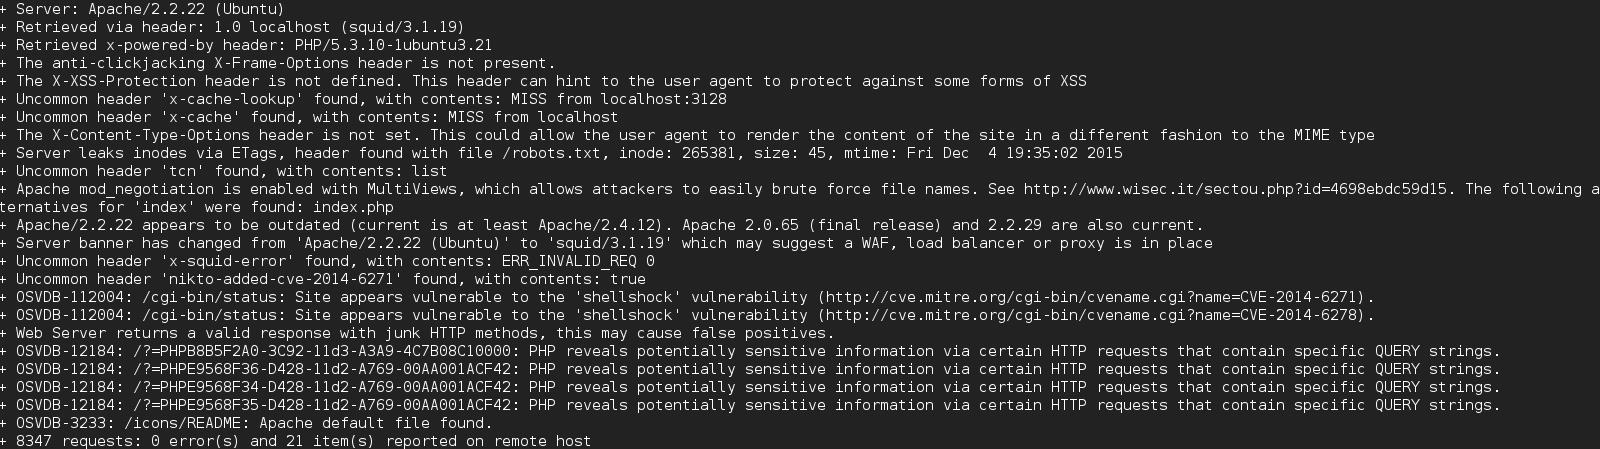 + Server: Apache/2.2.22 (Ubuntu)
+ Retrieved via header: 1.0 localhost (squid/3.1.19)
+ Retrieved x-powered-by header: PHP/5.3.10-1ubuntu3.21
+ The anti-clickjacking X-Frame-Options header is not present.
+ The X-XSS-Protection header is not defined. This header can hint to the user agent to protect against some forms of XSS
+ Uncommon header 'x-cache-lookup' found, with contents: MISS from localhost:3128
+ Uncommon header 'x-cache' found, with contents: MISS from localhost
+ The X-Content-Type-Options header is not set. This could allow the user agent to render the content of the site in a different fashion to the MIME type
+ Server leaks inodes via ETags, header found with file /robots.txt, inode: 265381, size: 45, mtime: Fri Dec  4 19:35:02 2015
+ Uncommon header 'tcn' found, with contents: list
+ Apache mod_negotiation is enabled with MultiViews, which allows attackers to easily brute force file names. See http://www.wisec.it/sectou.php?id=4698ebdc59d15. The following a
ternatives for 'index' were found: index.php
+ Apache/2.2.22 appears to be outdated (current is at least Apache/2.4.12). Apache 2.0.65 (final release) and 2.2.29 are also current.
+ Server banner has changed from 'Apache/2.2.22 (Ubuntu)' to 'squid/3.1.19' which may suggest a WAF, load balancer or proxy is in place
+ Uncommon header 'x-squid-error' found, with contents: ERR_INVALID_REQ 0
+ Uncommon header 'nikto-added-cve-2014-6271' found, with contents: true
+ OSVDB-112004: /cgi-bin/status: Site appears vulnerable to the 'shellshock' vulnerability (http://cve.mitre.org/cgi-bin/cvename.cgi?name=CVE-2014-6271).
+ OSVDB-112004: /cgi-bin/status: Site appears vulnerable to the 'shellshock' vulnerability (http://cve.mitre.org/cgi-bin/cvename.cgi?name=CVE-2014-6278).
+ Web Server returns a valid response with junk HTTP methods, this may cause false positives.
+ OSVDB-12184: /?=PHPB8B5F2A0-3C92-11d3-A3A9-4C7B08C10000: PHP reveals potentially sensitive information via certain HTTP requests that contain specific QUERY strings.
+ OSVDB-12184: /?=PHPE9568F36-D428-11d2-A769-00AA001ACF42: PHP reveals potentially sensitive information via certain HTTP requests that contain specific QUERY strings.
+ OSVDB-12184: /?=PHPE9568F34-D428-11d2-A769-00AA001ACF42: PHP reveals potentially sensitive information via certain HTTP requests that contain specific QUERY strings.
+ OSVDB-12184: /?=PHPE9568F35-D428-11d2-A769-00AA001ACF42: PHP reveals potentially sensitive information via certain HTTP requests that contain specific QUERY strings.
+ OSVDB-3233: /icons/README: Apache default file found.
+ 8347 requests: 0 error(s) and 21 item(s) reported on remote host